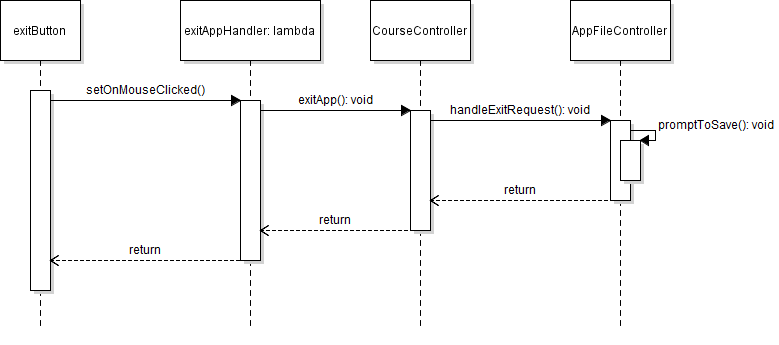 exitButton
exitAppHandler: lambda
CourseController
AppFileController
setOnMouseClicked()
exitApp(): void
handleExitRequest(): void
promptToSave(): void
return
return
return